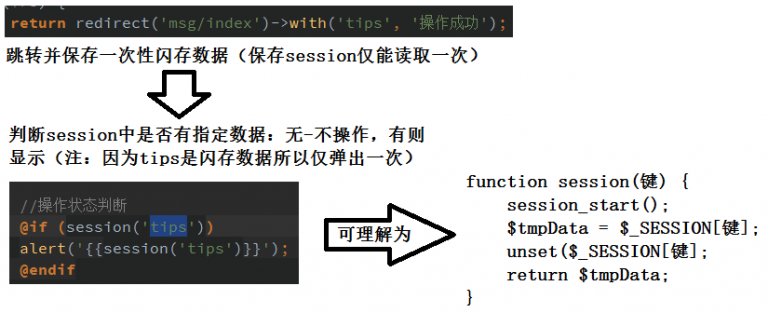 return redirect('msg/index')->with('tips', '操作成功');
跳转并保存一次性闪存数据（保存session仅能读取一次）
判断session中是否有指定数据：无-不操作，有则
显示（注：因为tips是闪存数据所以仅弹出一次）
//操作状态判断
@if (session('tips'))
alert('{{session('tips')}}');
@endif
可理解为
function session(键) {
session_start();
$tmpData = $_SESSION[键];
unset($_SESSION[键];
return $tmpData;
}